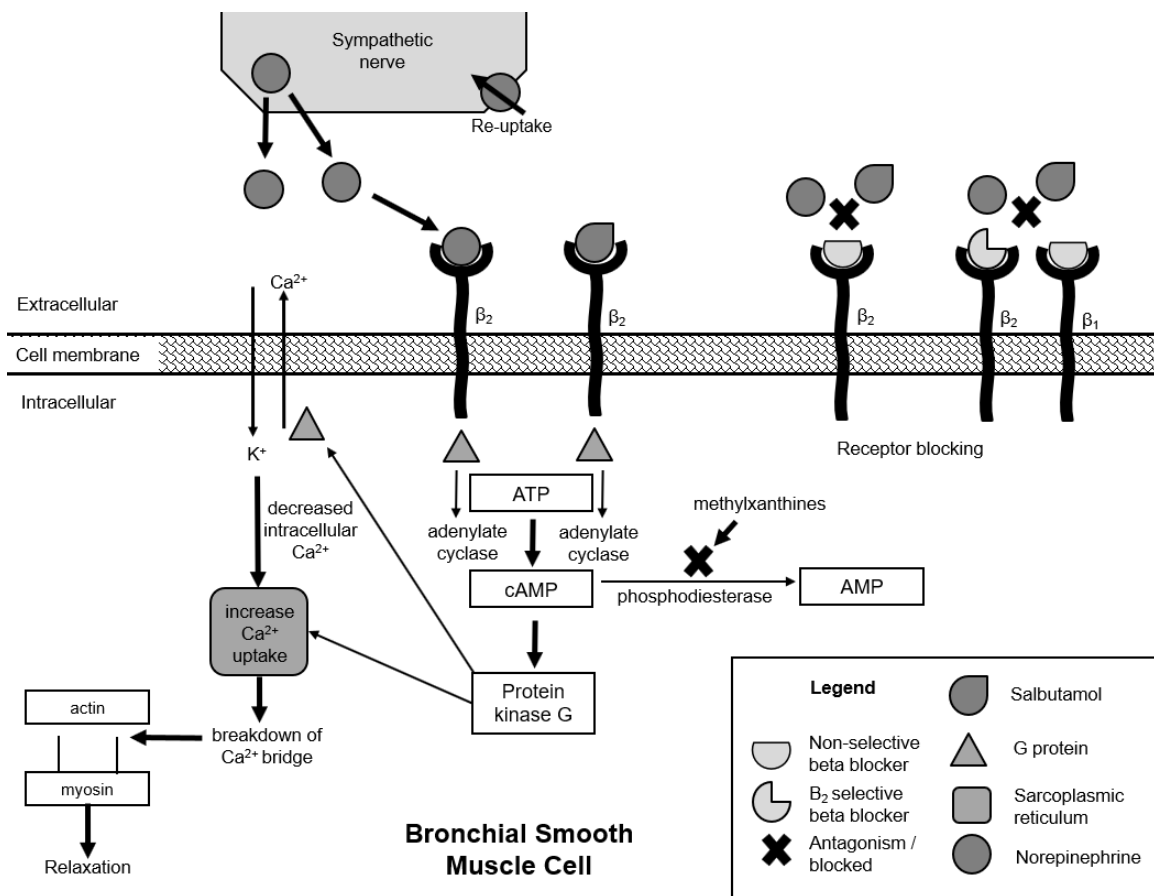 Sympathetic
nerve
Re-uptake
Ca²⁺
Extracellular
β₂
β₂
β₂
β₂
β₁
Cell membrane
Intracellular
K⁺
Receptor blocking
ATP
decreased
intracellular
Ca²⁺
adenylate
cyclase
adenylate
cyclase
methylxanthines
cAMP
phosphodiesterase
AMP
increase
Ca²⁺
uptake
Protein
kinase G
actin
breakdown of
Ca²⁺ bridge
myosin
Relaxation
Bronchial Smooth
Muscle Cell
Legend
Salbutamol
Non-selective
beta blocker
G protein
B₂ selective
beta blocker
Sarcoplasmic
reticulum
Antagonism /
blocked
Norepinephrine